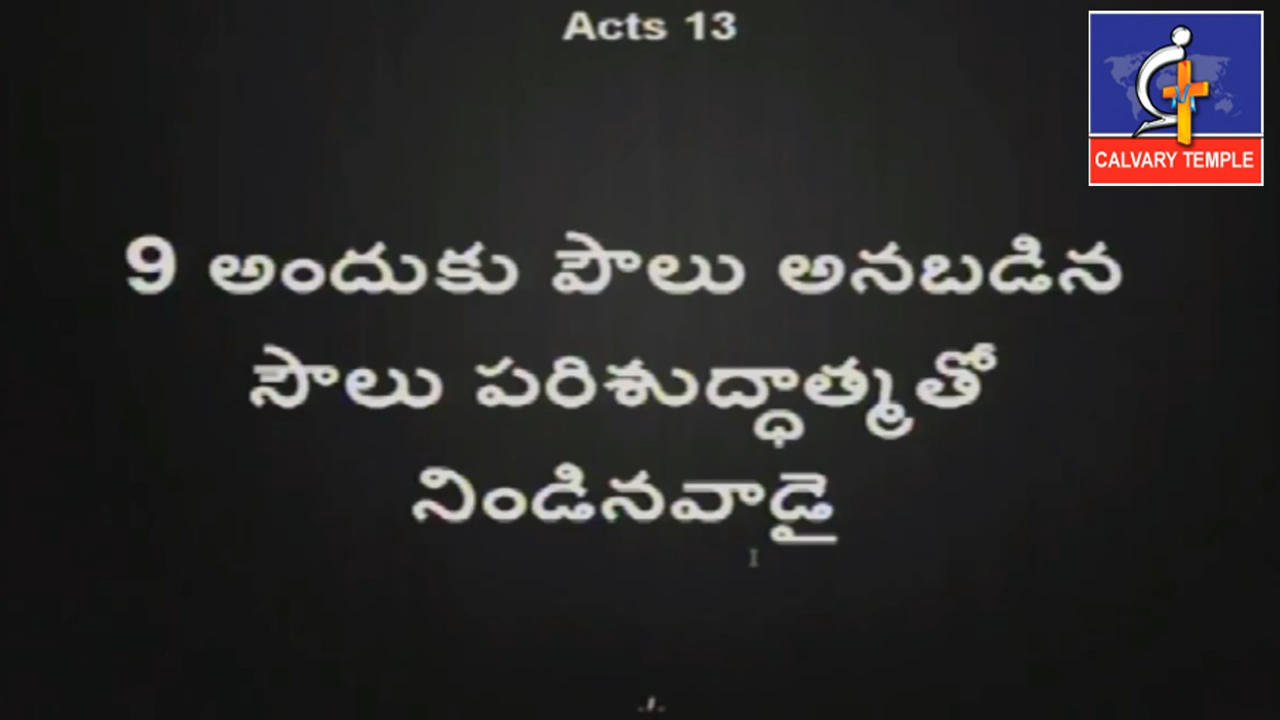 Acts 13
CALVARY TEMPLE
9 అందుకు పౌలు అనబడిన
సౌలు పరిశుద్ధాత్మతో
నిండినవాడై